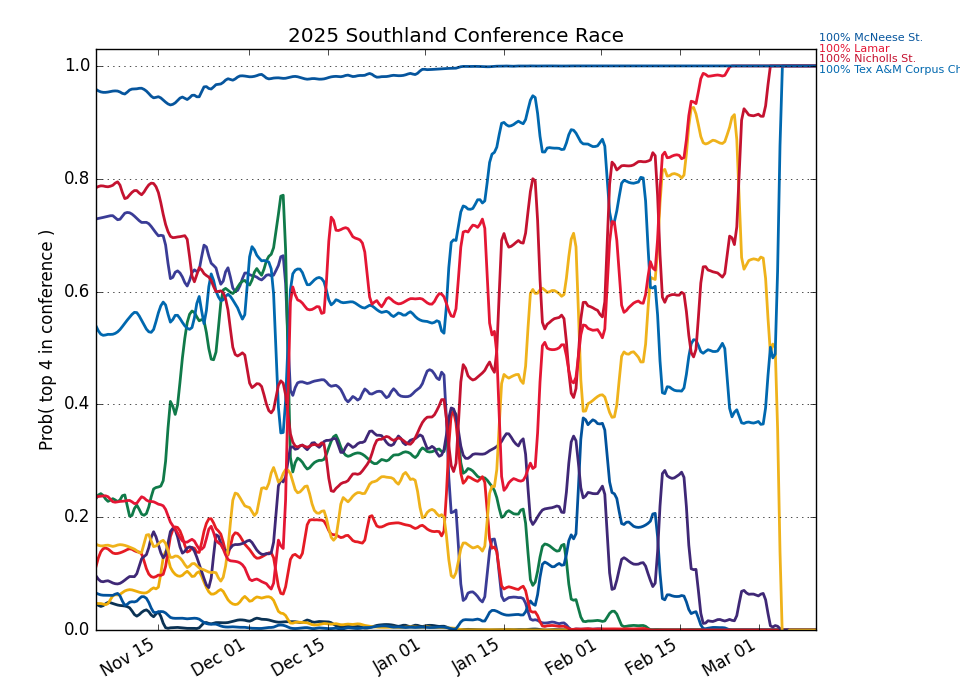 2025 Southland Conference Race
100% McNeese St.
100% Lamar
100% Nicholls St.
100% Tex A&M Corpus Ch
Prob( top 4 in conference )
1.0
0.8
0.6
0.4
0.2
0.0
Nov 15
Dec 01
Dec 15
Jan 01
Jan 15
Feb 01
Feb 15
Mar 01